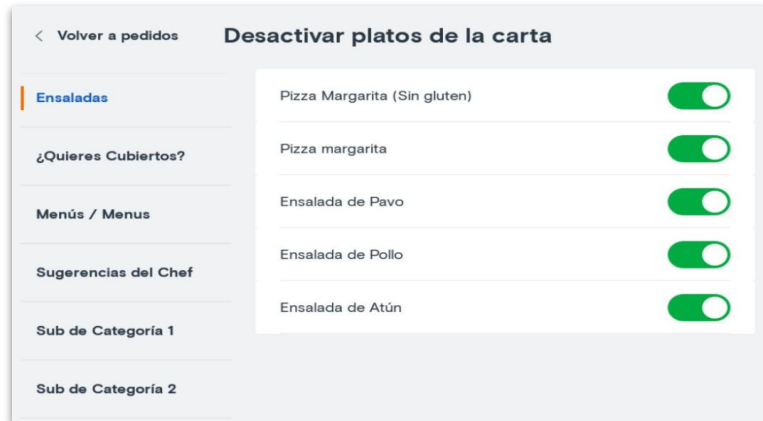 Volver a pedidos
Desactivar platos de la carta
Ensaladas
¿Quieres Cubiertos?
Menús / Menus
Sugerencias del Chef
Sub de Categoría 1
Sub de Categoría 2
Pizza Margarita (Sin gluten)
Pizza margarita
Ensalada de Pavo
Ensalada de Pollo
Ensalada de Atún